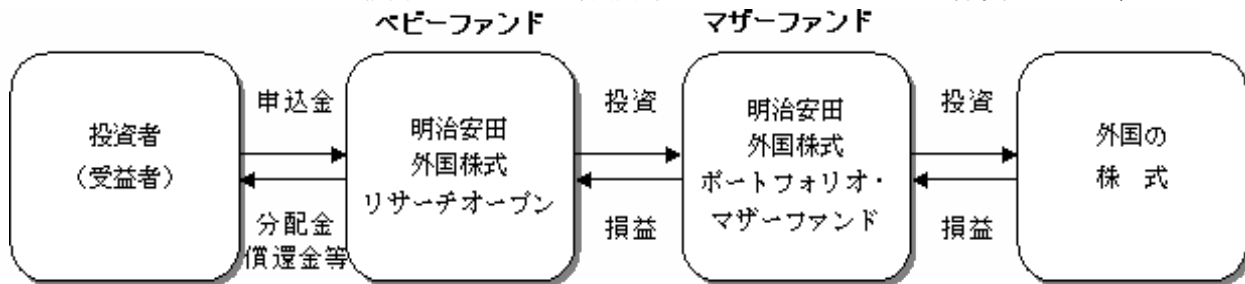 ベビーファンド
マザーファンド
投資者
（受益者）
申込金
分配金
償還金等
明治安田
外国株式
リサーチオープン
投資
損益
明治安田
外国株式
ポートフォリオ・
マザーファンド
投資
損益
外国の
株　式